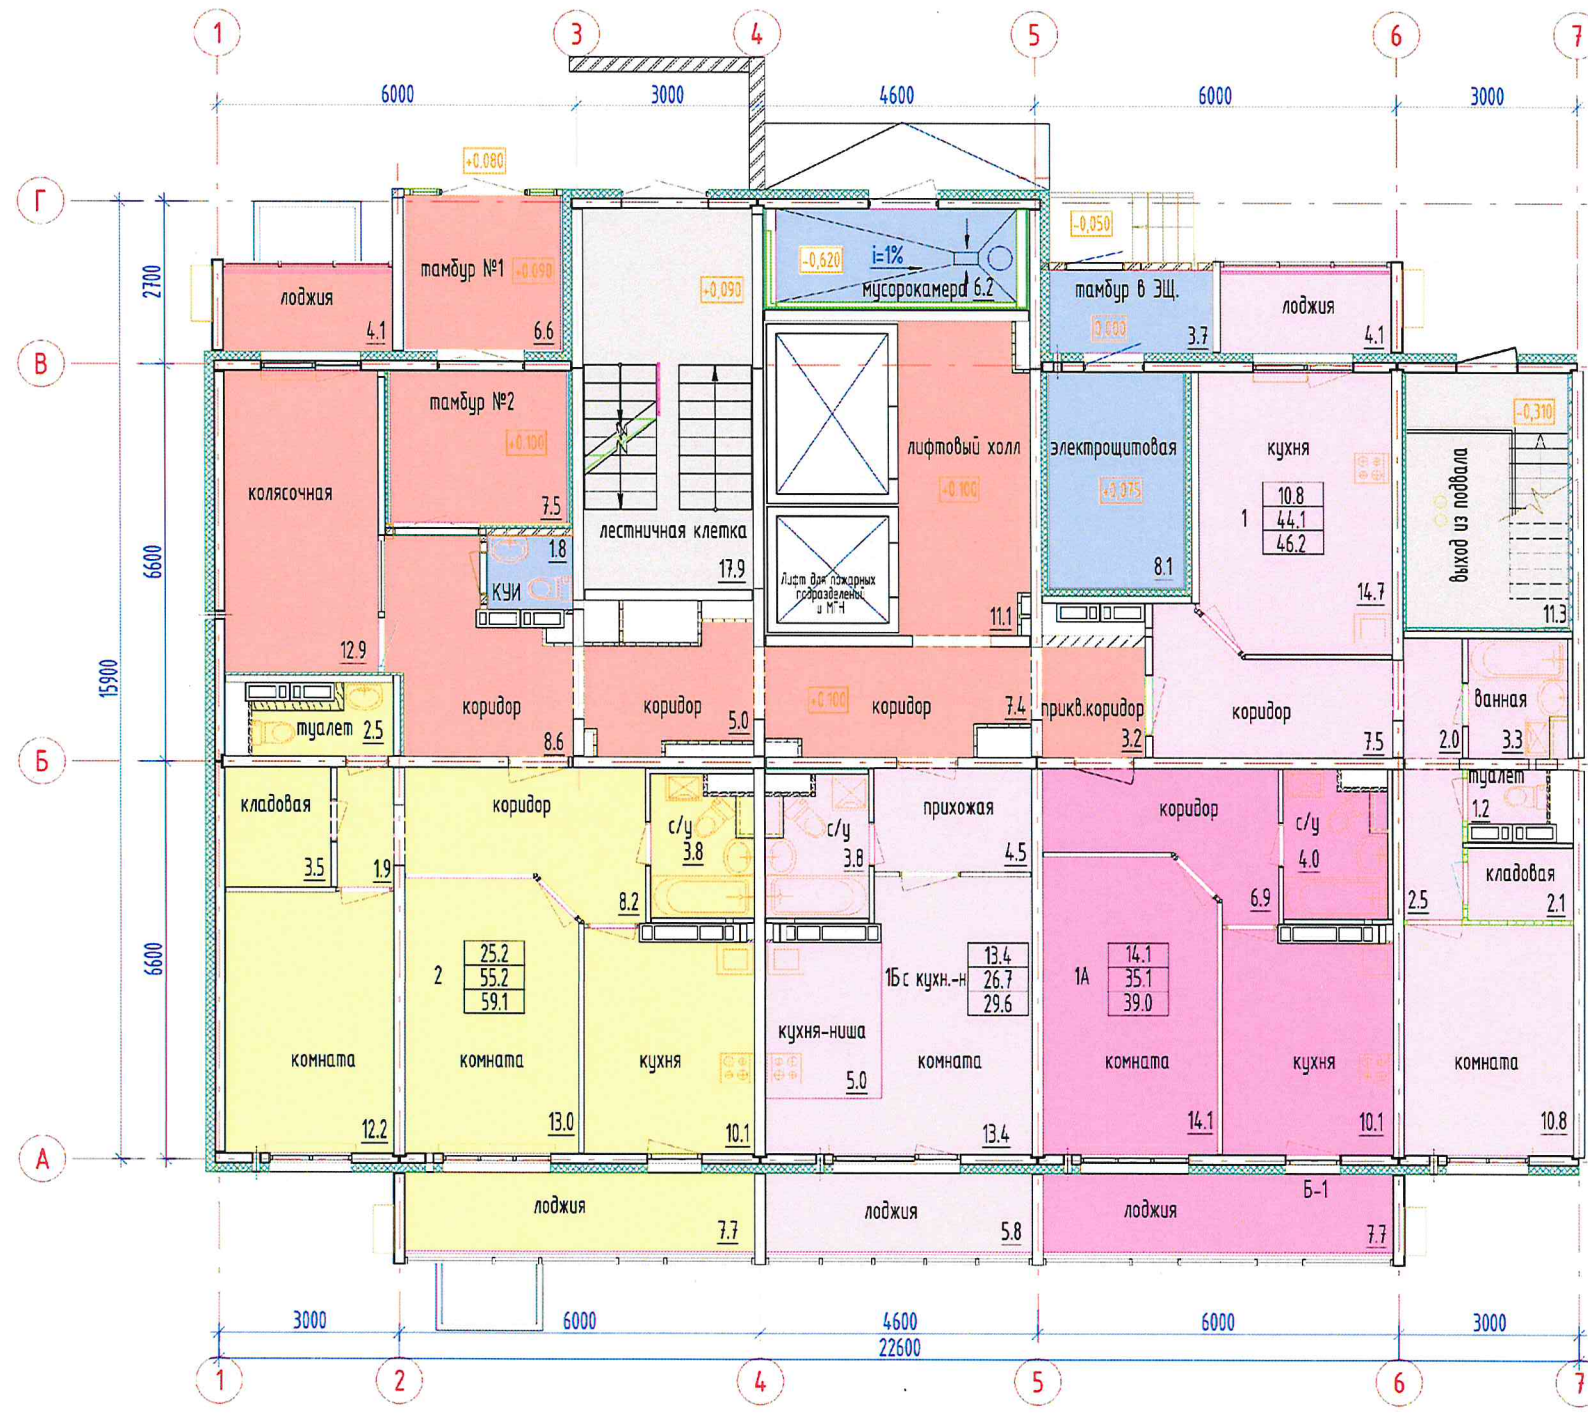 1
3
4
5
6
7
6000
3000
4600
6000
3000
+0.080
Г
-0,050
тамбур №1
+0.090
+0,090
-0,620
i=1%
мусорокамера 6.2
тамбур в ЭЩ.
0.000
3.7
лоджия
4.1
6.6
лоджия
4.1
2700
В
тамбур №2
+0.100
7.5
колясочная
12.9
лестничная клетка
17.9
1.8
КУИ
лифтовый холл
+0.100
11.1
Лифт для пожарных
подразделений
и МГН
электрощитовая
+0.075
8.1
кухня
1
10.8
44.1
46.2
14.7
-0,310
выход из подвала
11.3
6600
15900
туалет 2.5
коридор
8.6
коридор
5.0
+0.100
коридор
7.4
прикв.коридор
3.2
коридор
7.5
2.0
ванная
3.3
Б
кладовая
3.5
1.9
коридор
8.2
с/у
3.8
с/у
3.8
прихожая
4.5
коридор
6.9
с/у
4.0
туалет
1.2
кладовая
2.1
2.5
6600
2
25.2
55.2
59.1
1Б с кухн.-н
13.4
26.7
29.6
1А
14.1
35.1
39.0
комната
12.2
комната
13.0
кухня
10.1
кухня-ниша
5.0
комната
13.4
комната
14.1
кухня
10.1
комната
10.8
А
лоджия
7.7
лоджия
5.8
лоджия
Б-1
7.7
3000
6000
4600
6000
3000
22600
1
2
4
5
6
7